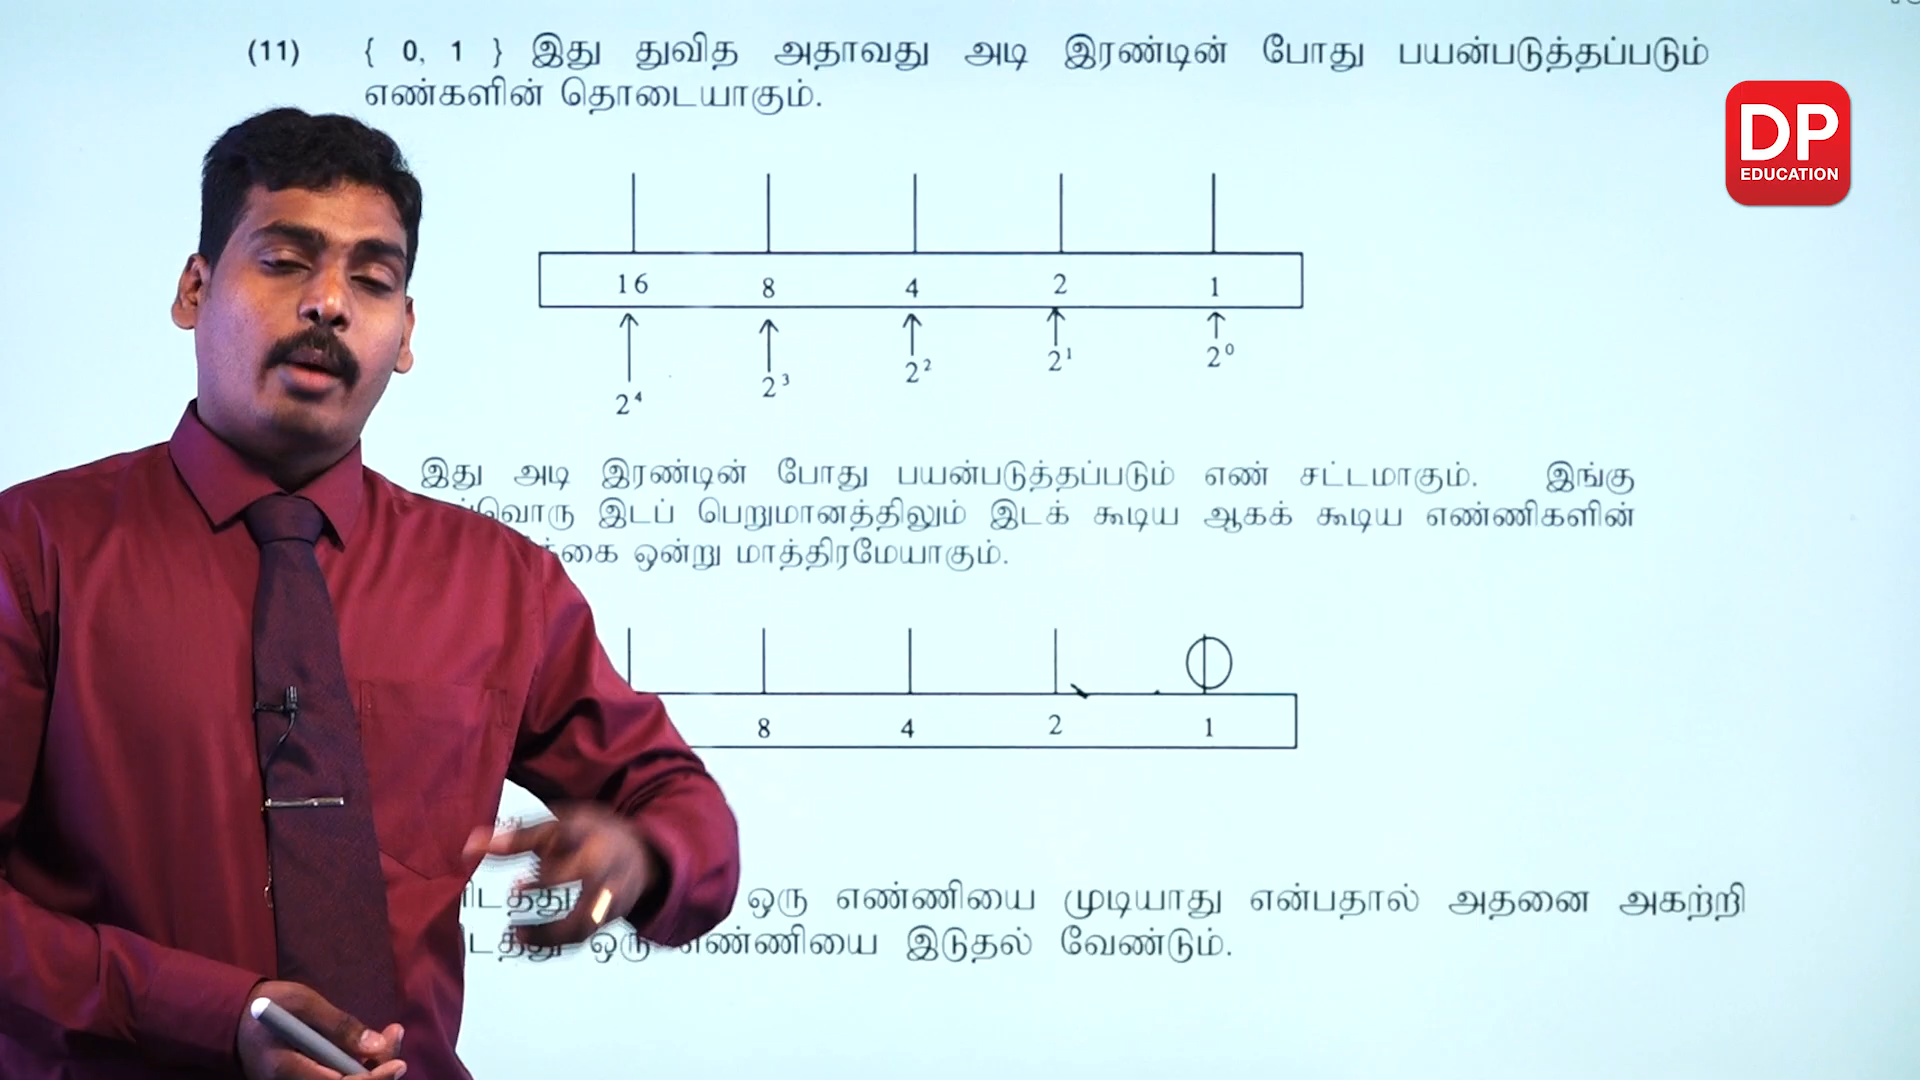 (11) { 0, 1 } இது துவித அதாவது அடி இரண்டின் போது பயன்படுத்தப்படும்
எண்களின் தொடையாகும்.
DP
EDUCATION
16 8 4 2 1
2⁴ 2³ 2² 2¹ 2⁰
இது அடி இரண்டின் போது பயன்படுத்தப்படும் எண் சட்டமாகும். இங்கு
இடப் பெறுமானத்திலும் இடக் கூடிய ஆகக் கூடிய எண்ணிகளின்
ஒன்று மாத்திரமேயாகும்.
8 4 2 1
ஒரு எண்ணியை முடியாது என்பதால் அதனை அகற்றி
ஒரு எண்ணியை இடுதல் வேண்டும்.